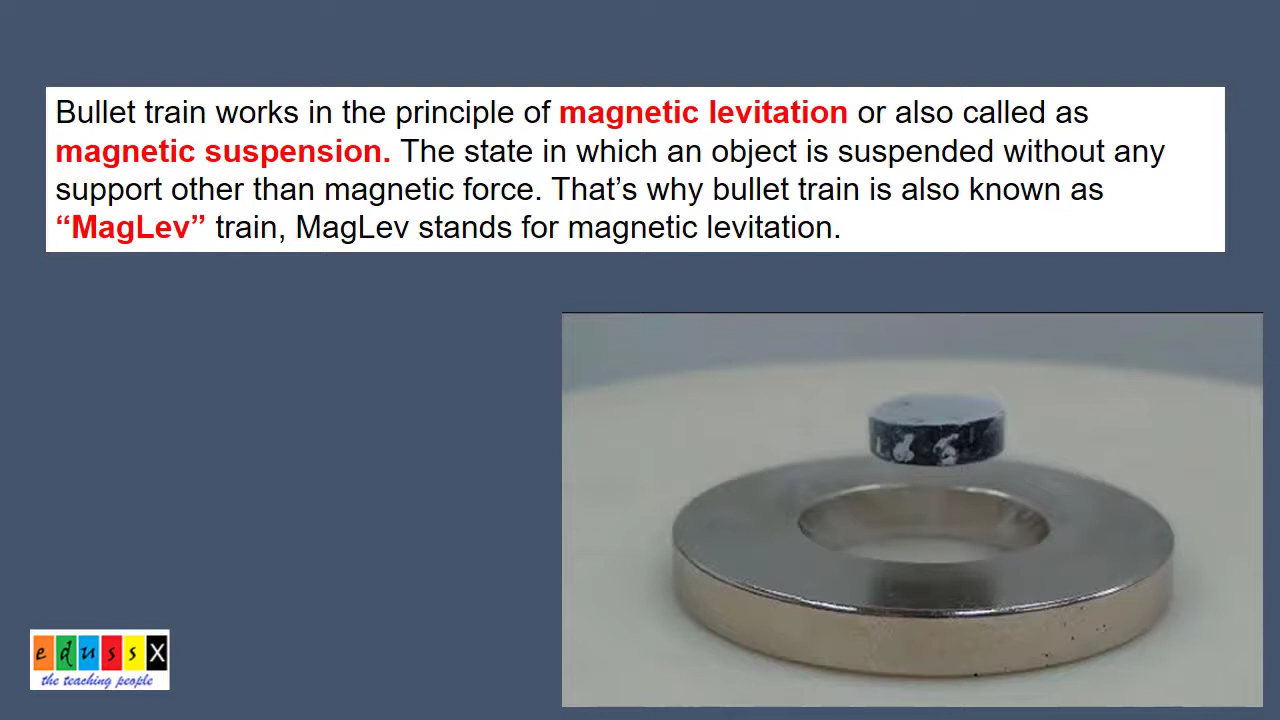 Bullet train works in the principle of magnetic levitation or also called as
magnetic suspension. The state in which an object is suspended without any
support other than magnetic force. That’s why bullet train is also known as
“MagLev” train, MagLev stands for magnetic levitation.
edussX
the teaching people